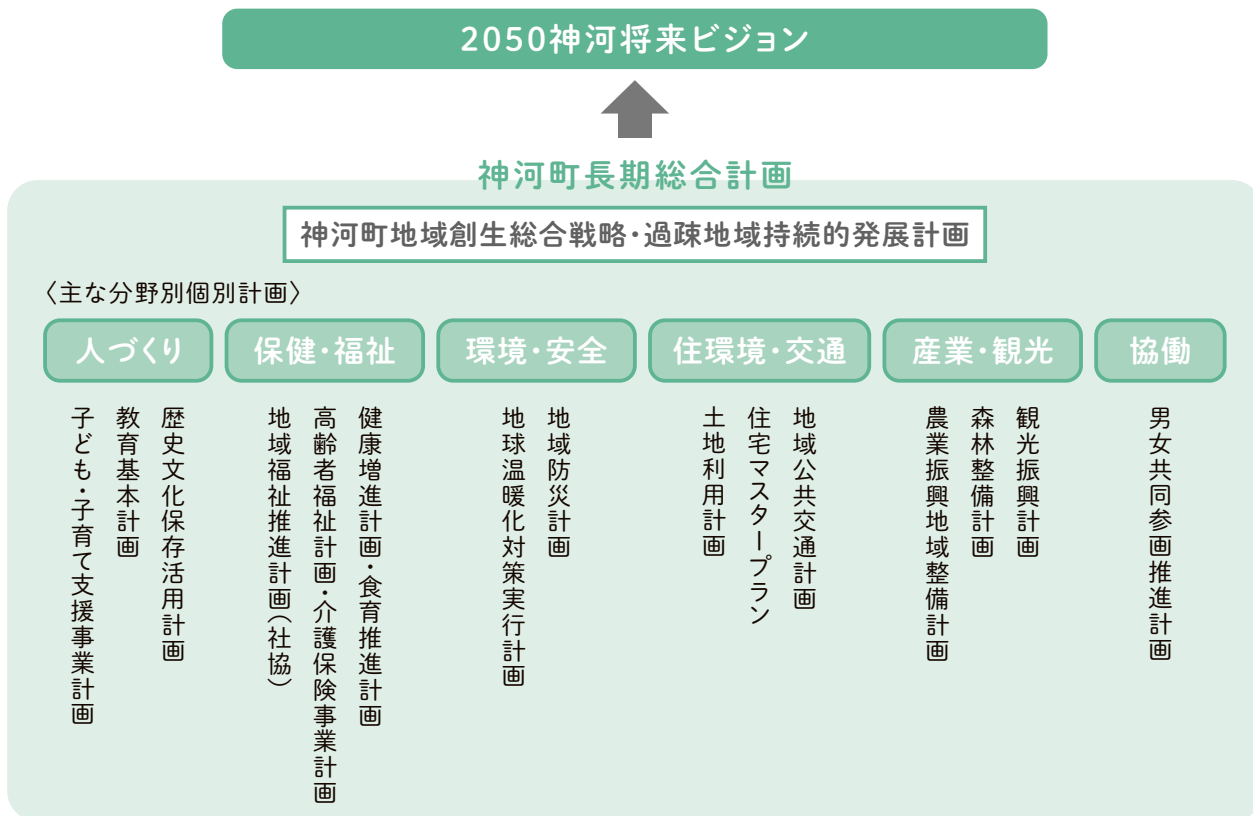 2050神河将来ビジョン
神河町長期総合計画
神河町地域創生総合戦略・過疎地域持続的発展計画
〈主な分野別個別計画〉
人づくり
歴史文化保存活用計画
教育基本計画
子ども・子育て支援事業計画
保健・福祉
健康増進計画・食育推進計画
高齢者福祉計画・介護保険事業計画
地域福祉推進計画（社協）
環境・安全
地域防災計画
地球温暖化対策実行計画
住環境・交通
地域公共交通計画
住宅マスタープラン
土地利用計画
産業・観光
観光振興計画
森林整備計画
農業振興地域整備計画
協働
男女共同参画推進計画